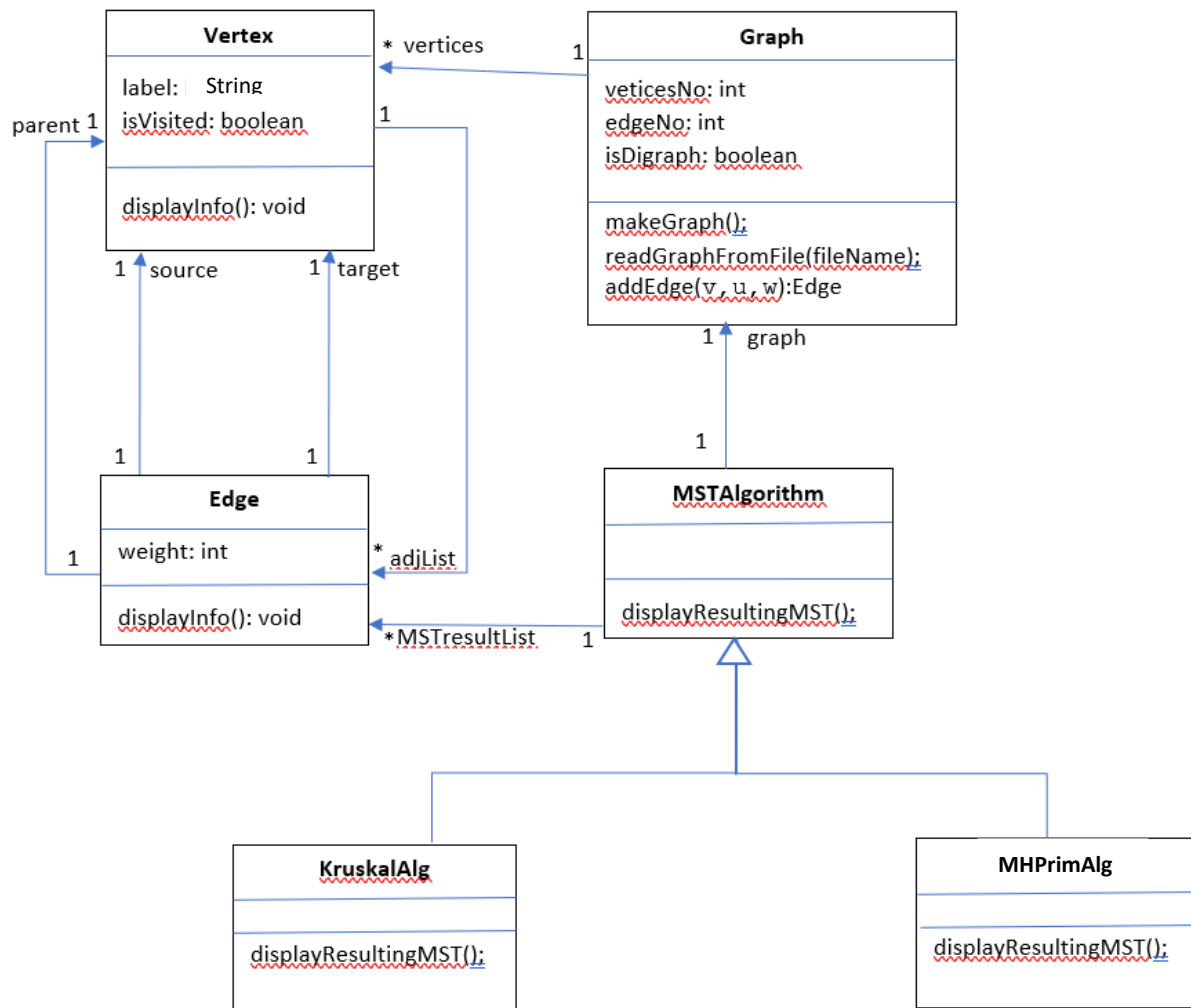 Vertex
label: String
isVisited: boolean
displayInfo(): void
Graph
veticesNo: int
edgeNo: int
isDigraph: boolean
makeGraph();
readGraphFromFile(fileName);
addEdge(v,u,w):Edge
* vertices
1
parent 1
1
1 source
1 target
1 graph
1
1
1
Edge
weight: int
displayInfo(): void
1
* adjList
*MSTresultList
1
MSTAlgorithm
displayResultingMST();
KruskalAlg
displayResultingMST();
MHPrimAlg
displayResultingMST();